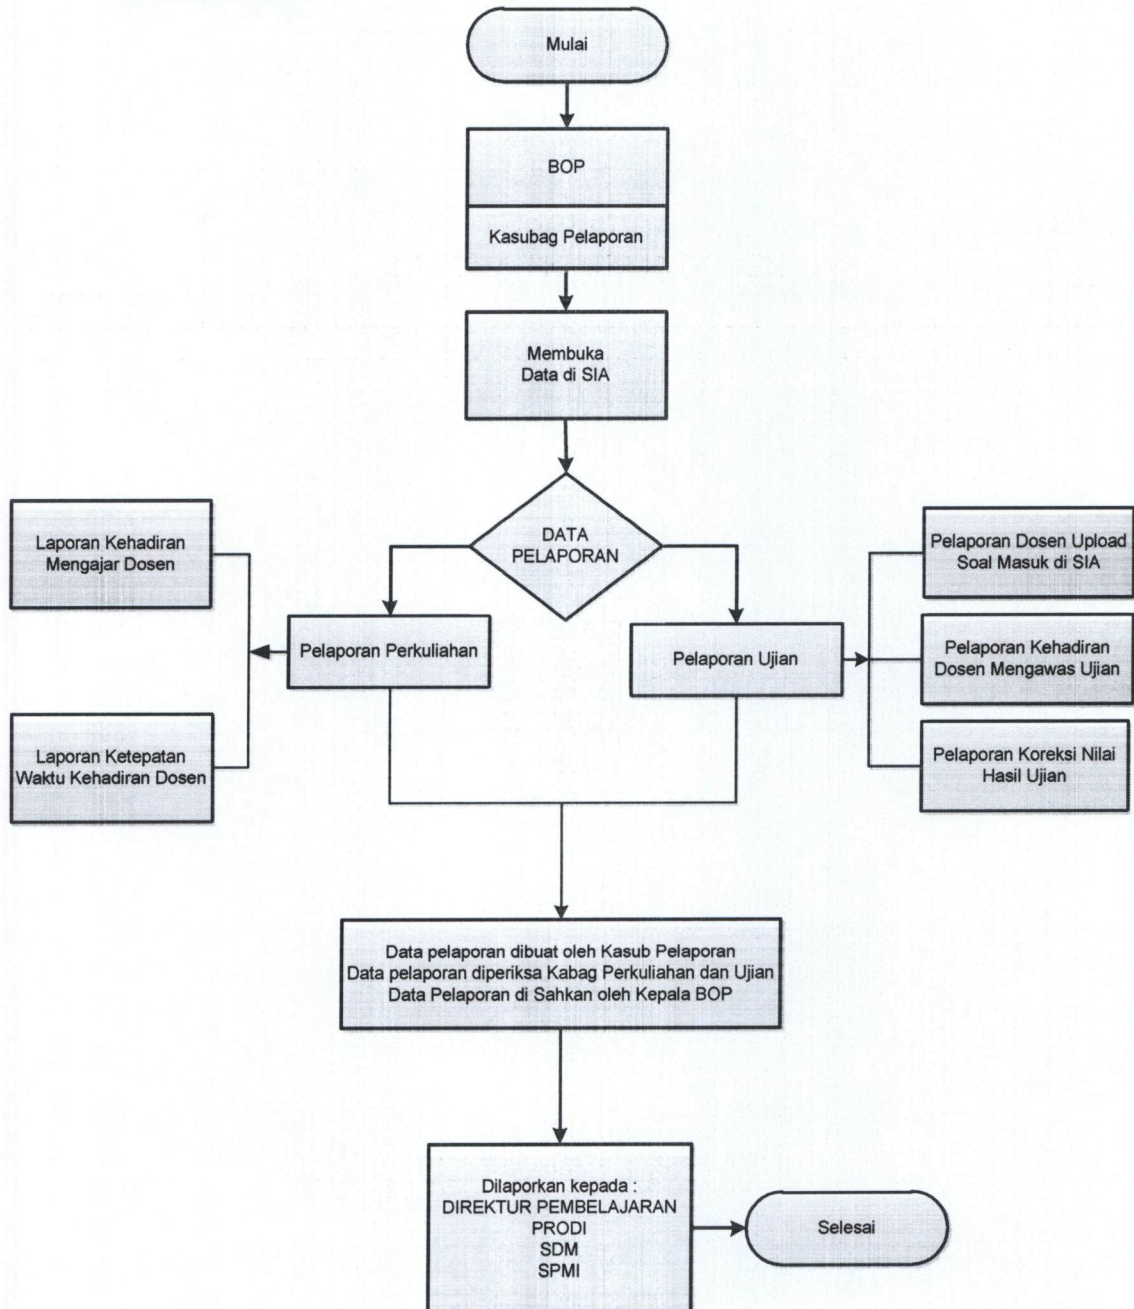 Mulai
BOP
Kasubag Pelaporan
Membuka
Data di SIA
DATA
PELAPORAN
Laporan Kehadiran
Mengajar Dosen
Pelaporan Perkuliahan
Laporan Ketepatan
Waktu Kehadiran Dosen
Pelaporan Ujian
Pelaporan Dosen Upload
Soal Masuk di SIA
Pelaporan Kehadiran
Dosen Mengawas Ujian
Pelaporan Koreksi Nilai
Hasil Ujian
Data pelaporan dibuat oleh Kasub Pelaporan
Data pelaporan diperiksa Kabag Perkuliahan dan Ujian
Data Pelaporan di Sahkan oleh Kepala BOP
Dilaporkan kepada :
DIREKTUR PEMBELAJARAN
PRODI
SDM
SPMI
Selesai